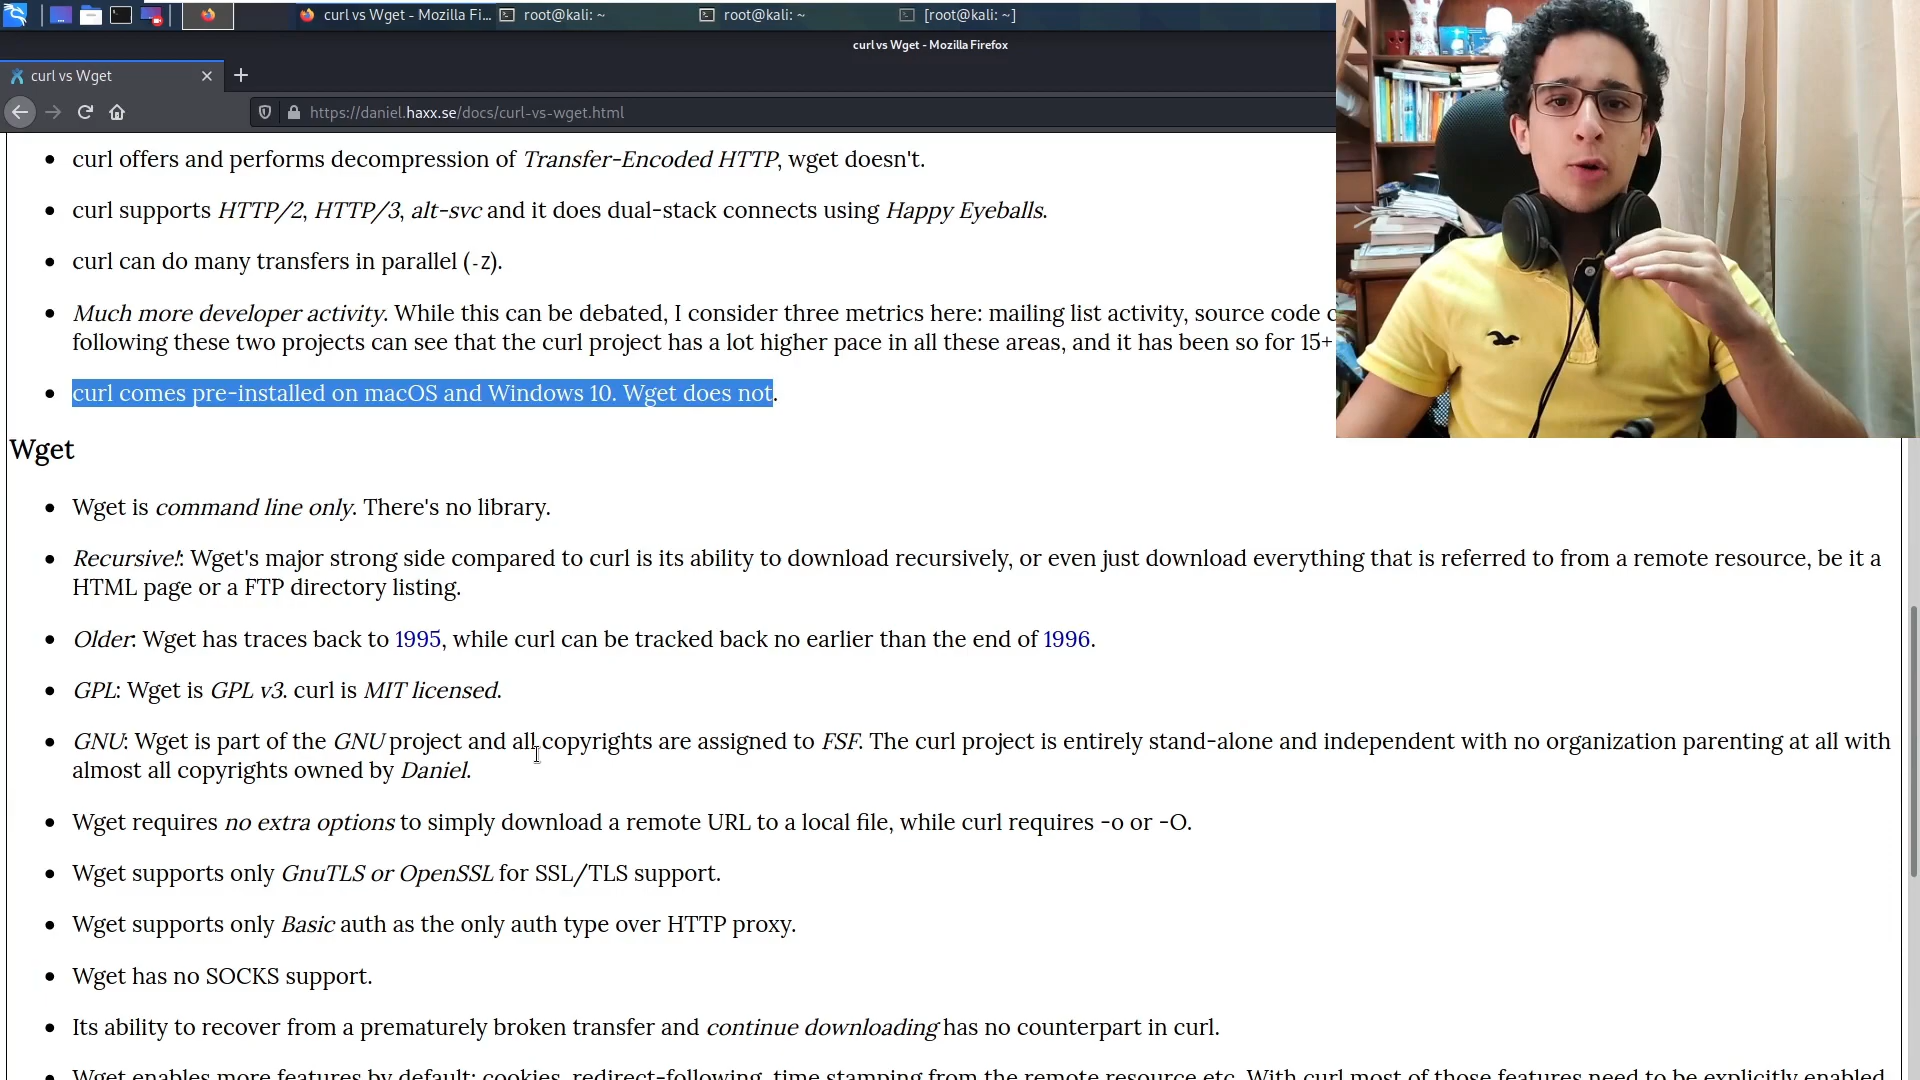 curl vs Wget - Mozilla Fi...
root@kali: ~
root@kali: ~
[root@kali: ~]
curl vs Wget - Mozilla Firefox
curl vs Wget
https://daniel.haxx.se/docs/curl-vs-wget.html
• curl offers and performs decompression of Transfer-Encoded HTTP, wget doesn't.
• curl supports HTTP/2, HTTP/3, alt-svc and it does dual-stack connects using Happy Eyeballs.
• curl can do many transfers in parallel (-Z).
• Much more developer activity. While this can be debated, I consider three metrics here: mailing list activity, source code
following these two projects can see that the curl project has a lot higher pace in all these areas, and it has been so for 15+
• curl comes pre-installed on macOS and Windows 10. Wget does not.
Wget
• Wget is command line only. There's no library.
• Recursive!: Wget's major strong side compared to curl is its ability to download recursively, or even just download everything that is referred to from a remote resource, be it a
HTML page or a FTP directory listing.
• Older: Wget has traces back to 1995, while curl can be tracked back no earlier than the end of 1996.
• GPL: Wget is GPL v3. curl is MIT licensed.
• GNU: Wget is part of the GNU project and all copyrights are assigned to FSF. The curl project is entirely stand-alone and independent with no organization parenting at all with
almost all copyrights owned by Daniel.
• Wget requires no extra options to simply download a remote URL to a local file, while curl requires -o or -O.
• Wget supports only GnuTLS or OpenSSL for SSL/TLS support.
• Wget supports only Basic auth as the only auth type over HTTP proxy.
• Wget has no SOCKS support.
• Its ability to recover from a prematurely broken transfer and continue downloading has no counterpart in curl.
• Wget enables more features by default: cookies, redirect-following, time stamping from the remote resource etc. With curl most of those features need to be explicitly enabled.